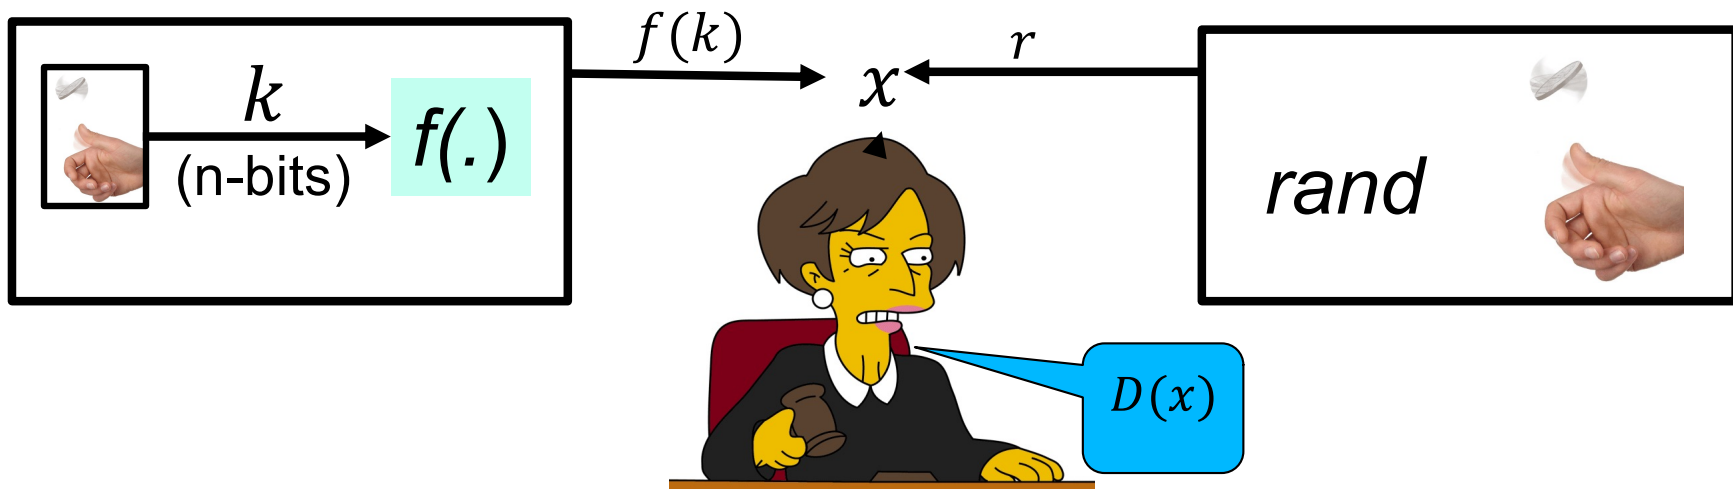 k
(n-bits)
f(.)
f(k)
x
r
rand
D(x)